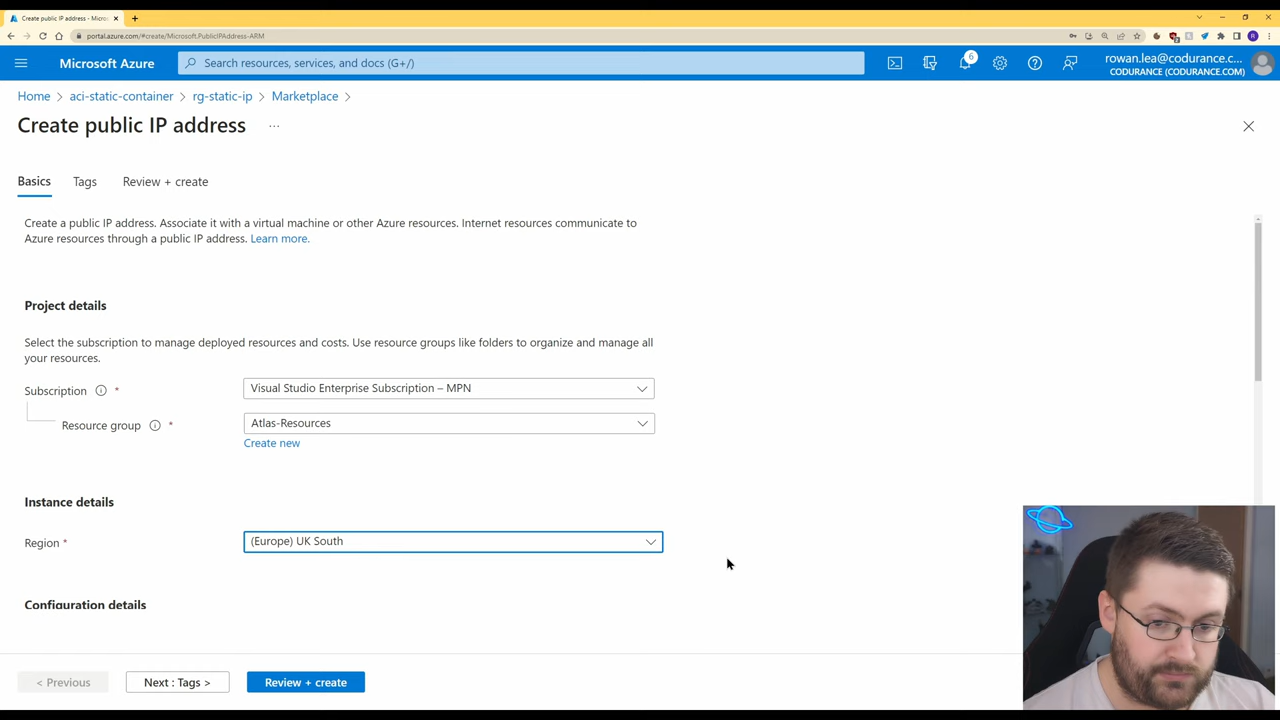 Create public IP address - Micros
portal.azure.com/#create/Microsoft.PublicIPAddress-ARM
R
Microsoft Azure
Search resources, services, and docs (G+/)
6
rowan.lea@codurance.c...
CODURANCE (CODURANCE.COM)
Home > aci-static-container > rg-static-ip > Marketplace >
Create public IP address ...
Basics
Tags
Review + create
Create a public IP address. Associate it with a virtual machine or other Azure resources. Internet resources communicate to
Azure resources through a public IP address. Learn more.
Project details
Select the subscription to manage deployed resources and costs. Use resource groups like folders to organize and manage all
your resources.
Subscription *
Visual Studio Enterprise Subscription – MPN
Resource group *
Atlas-Resources
Create new
Instance details
Region *
(Europe) UK South
Configuration details
< Previous
Next : Tags >
Review + create